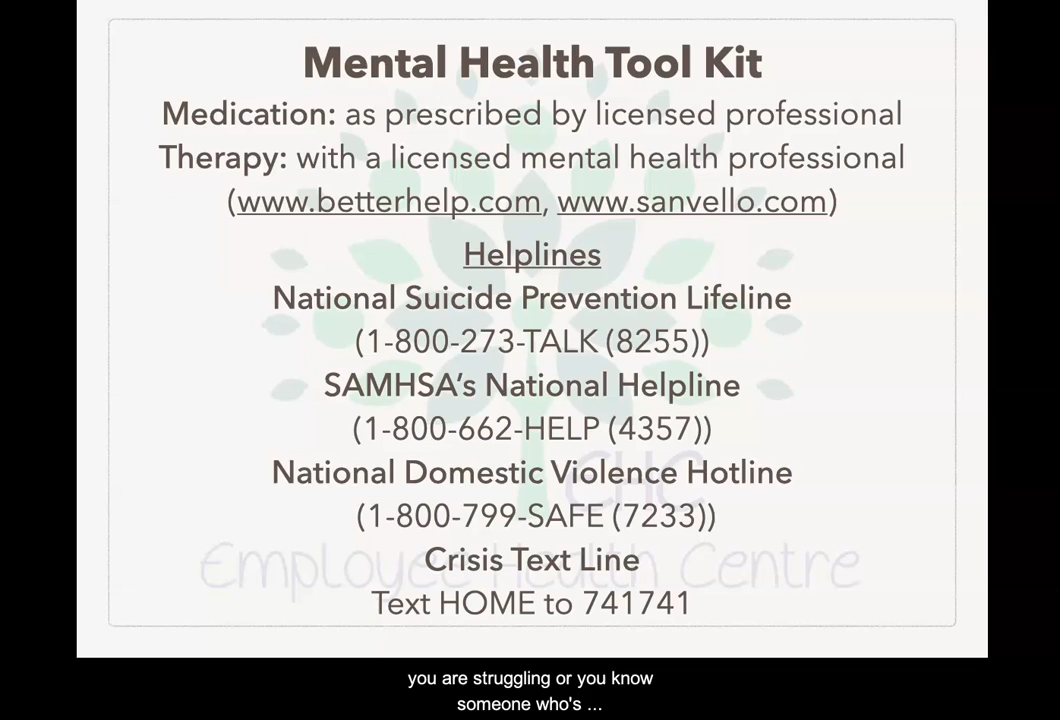 Mental Health Tool Kit
Medication: as prescribed by licensed professional
Therapy: with a licensed mental health professional
(www.betterhelp.com, www.sanvello.com)
Helplines
National Suicide Prevention Lifeline
(1-800-273-TALK (8255))
SAMHSA's National Helpline
(1-800-662-HELP (4357))
National Domestic Violence Hotline
(1-800-799-SAFE (7233))
CHC
Crisis Text Line
Employee Health Centre
Text HOME to 741741
you are struggling or you know
someone who's ...